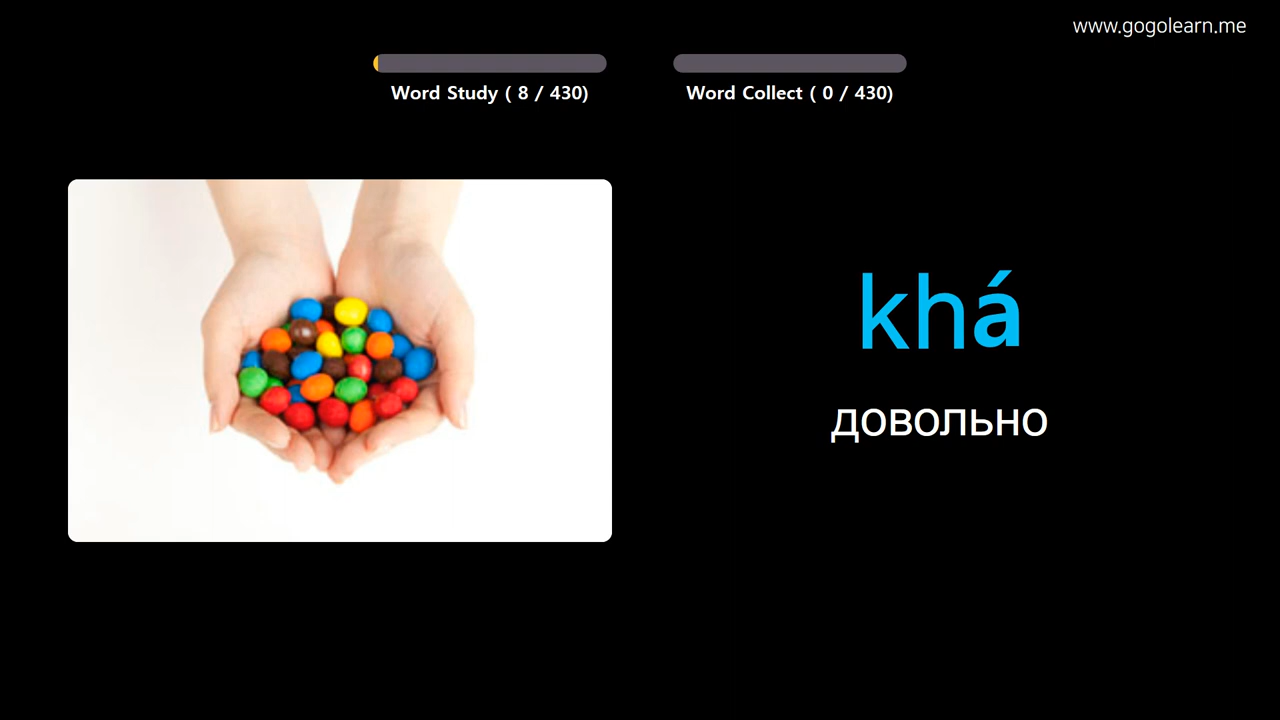 www.gogolearn.me
Word Study ( 8 / 430)
Word Collect ( 0 / 430)
khá
довольно